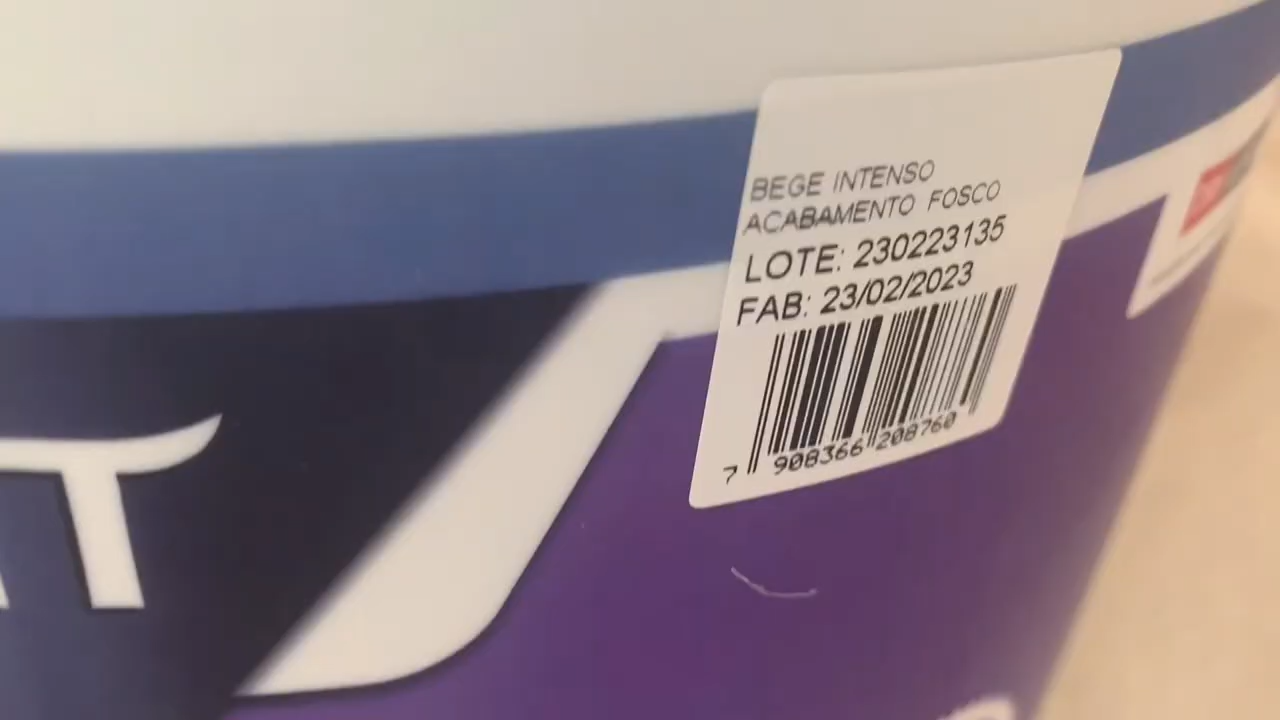 BEGE INTENSO
ACABAMENTO FOSCO
LOTE: 230223135
FAB: 23/02/2023
7 908366 208760
T